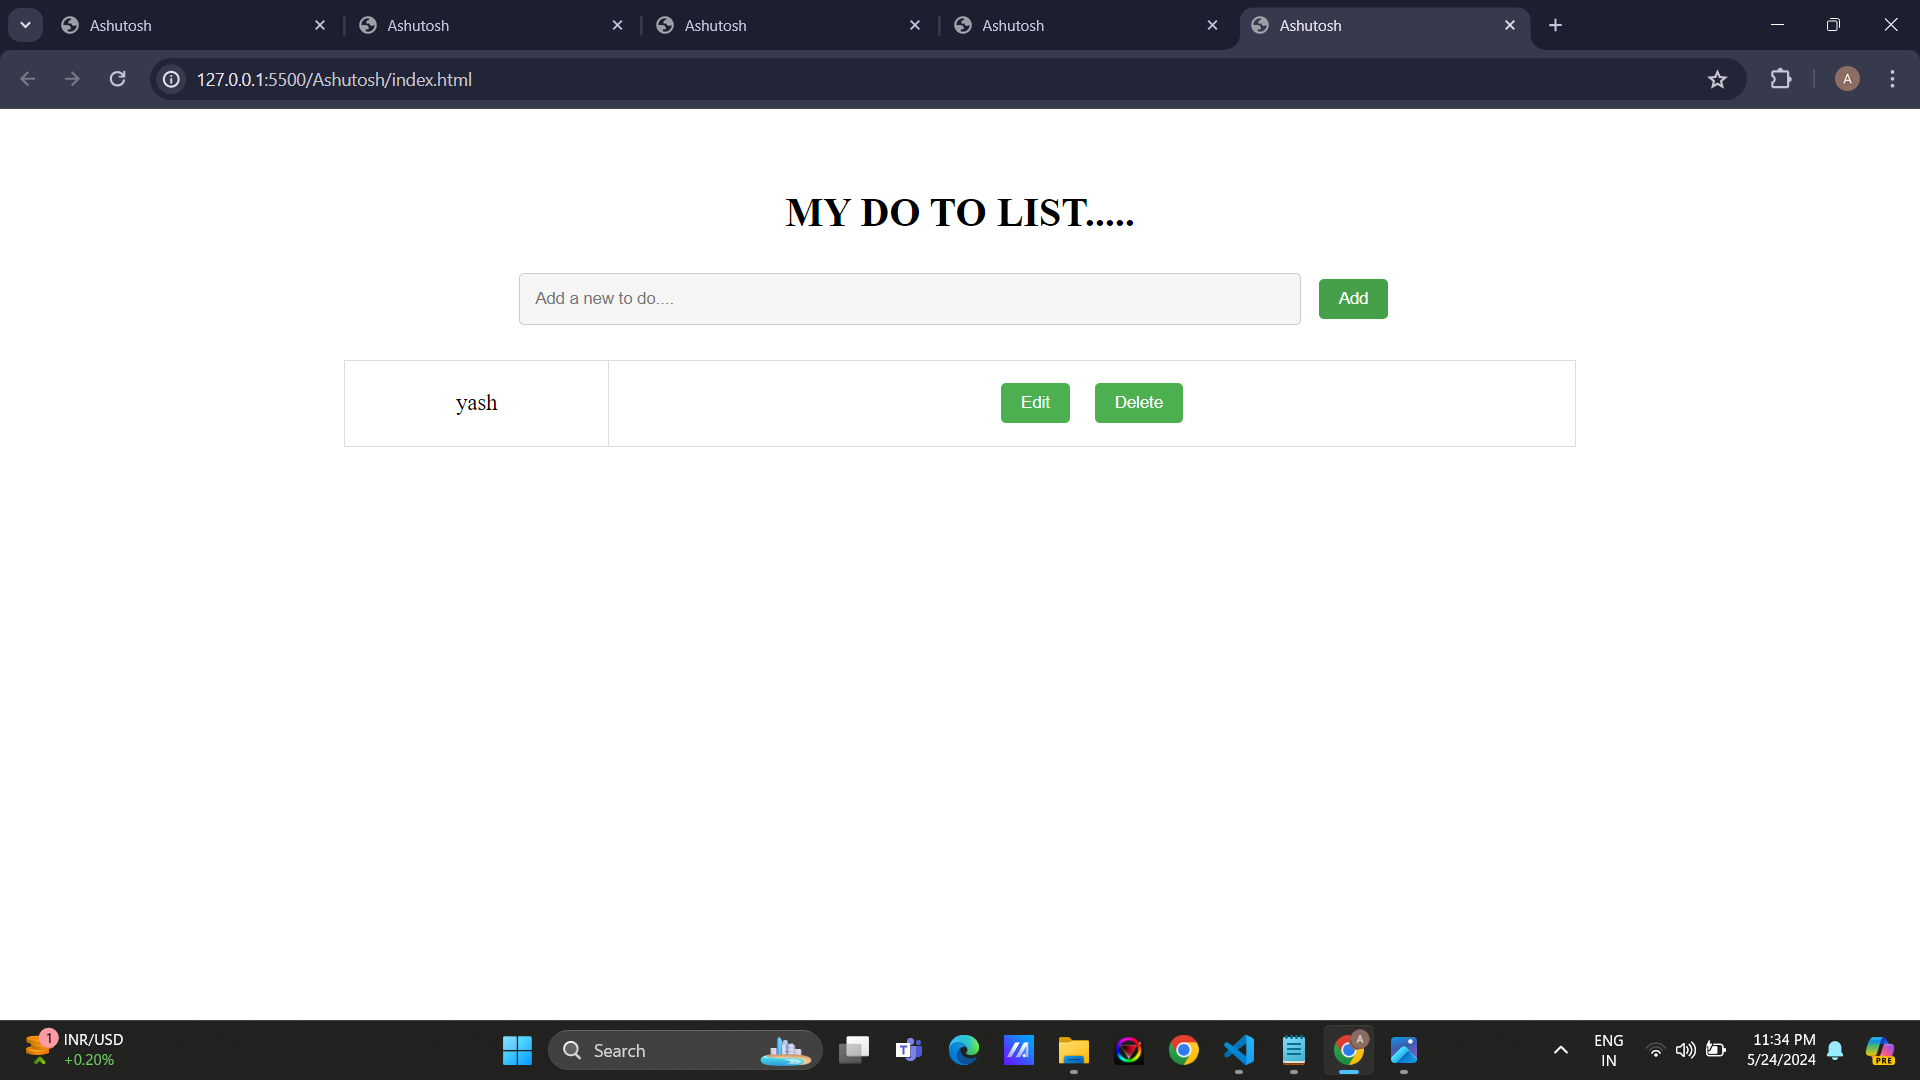 Ashutosh
Ashutosh
Ashutosh
Ashutosh
Ashutosh
127.0.0.1:5500/Ashutosh/index.html
A
MY DO TO LIST.....
Add a new to do....
Add
yash
Edit
Delete
1
INR/USD
+0.20%
Search
T
A
ENG
IN
11:34 PM
5/24/2024
PRE